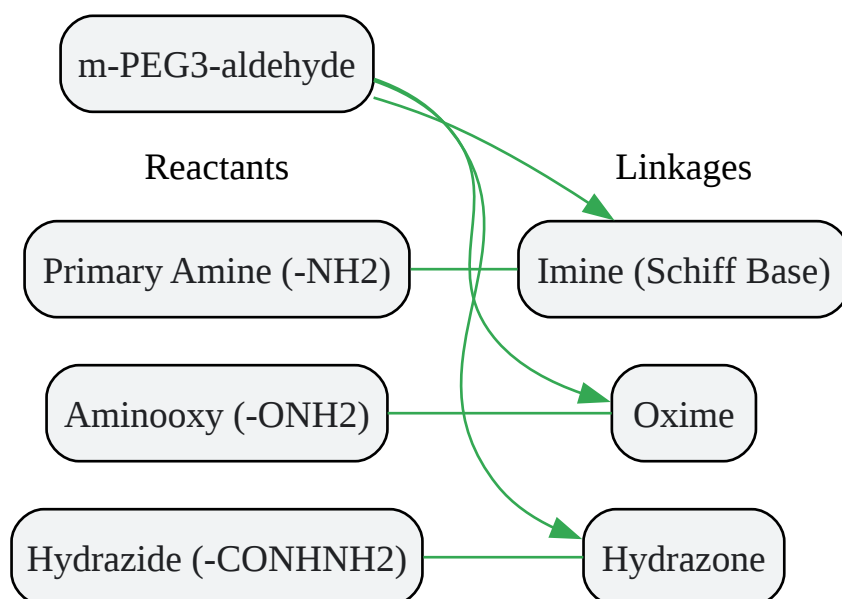 m-PEG3-aldehyde
Reactants
Linkages
Primary Amine (-NH2)
Imine (Schiff Base)
Aminooxy (-ONH2)
Oxime
Hydrazide (-CONHNH2)
Hydrazone